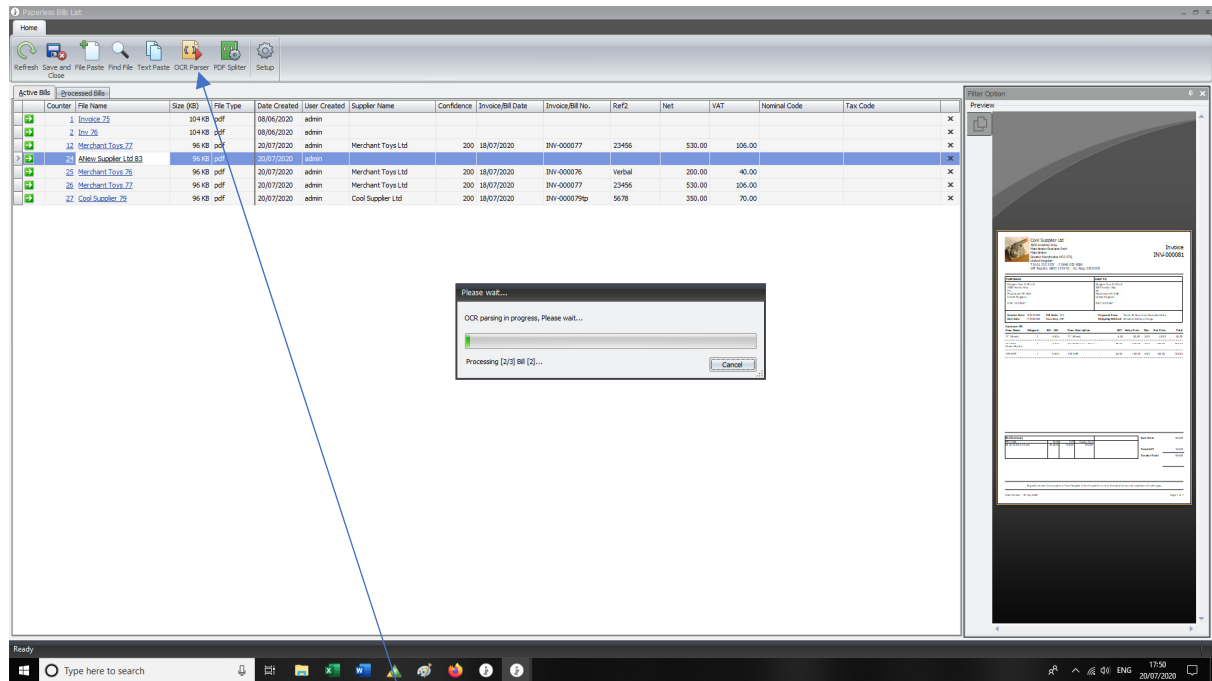 Paperless Bills List
Home
Refresh Save and Close File Paste Find File Text Paste OCR Parser PDF Spliter Setup
Active Bills Processed Bills
Counter File Name Size (KB) File Type Date Created User Created Supplier Name Confidence Invoice/Bill Date Invoice/Bill No. Ref2 Net VAT Nominal Code Tax Code
1 Invoice 75 104 KB pdf 08/06/2020 admin
2 Inv 76 104 KB pdf 08/06/2020 admin
12 Merchant Toys 77 96 KB pdf 20/07/2020 admin Merchant Toys Ltd 200 18/07/2020 INV-000077 23456 530.00 106.00
24 ANew Supplier Ltd 83 96 KB pdf 20/07/2020 admin
25 Merchant Toys 76 96 KB pdf 20/07/2020 admin Merchant Toys Ltd 200 18/07/2020 INV-000076 Verbal 200.00 40.00
26 Merchant Toys 77 96 KB pdf 20/07/2020 admin Merchant Toys Ltd 200 18/07/2020 INV-000077 23456 530.00 106.00
27 Cool Supplier 79 96 KB pdf 20/07/2020 admin Cool Supplier Ltd 200 18/07/2020 INV-000079tp 5678 350.00 70.00
Please wait...
OCR parsing in progress, Please wait...
Processing [2/3] Bill [2]...
Cancel
Filter Option
Preview
Cool Supplier Ltd
Invoice
INV-000081
Ready
Type here to search
ENG
17:50
20/07/2020